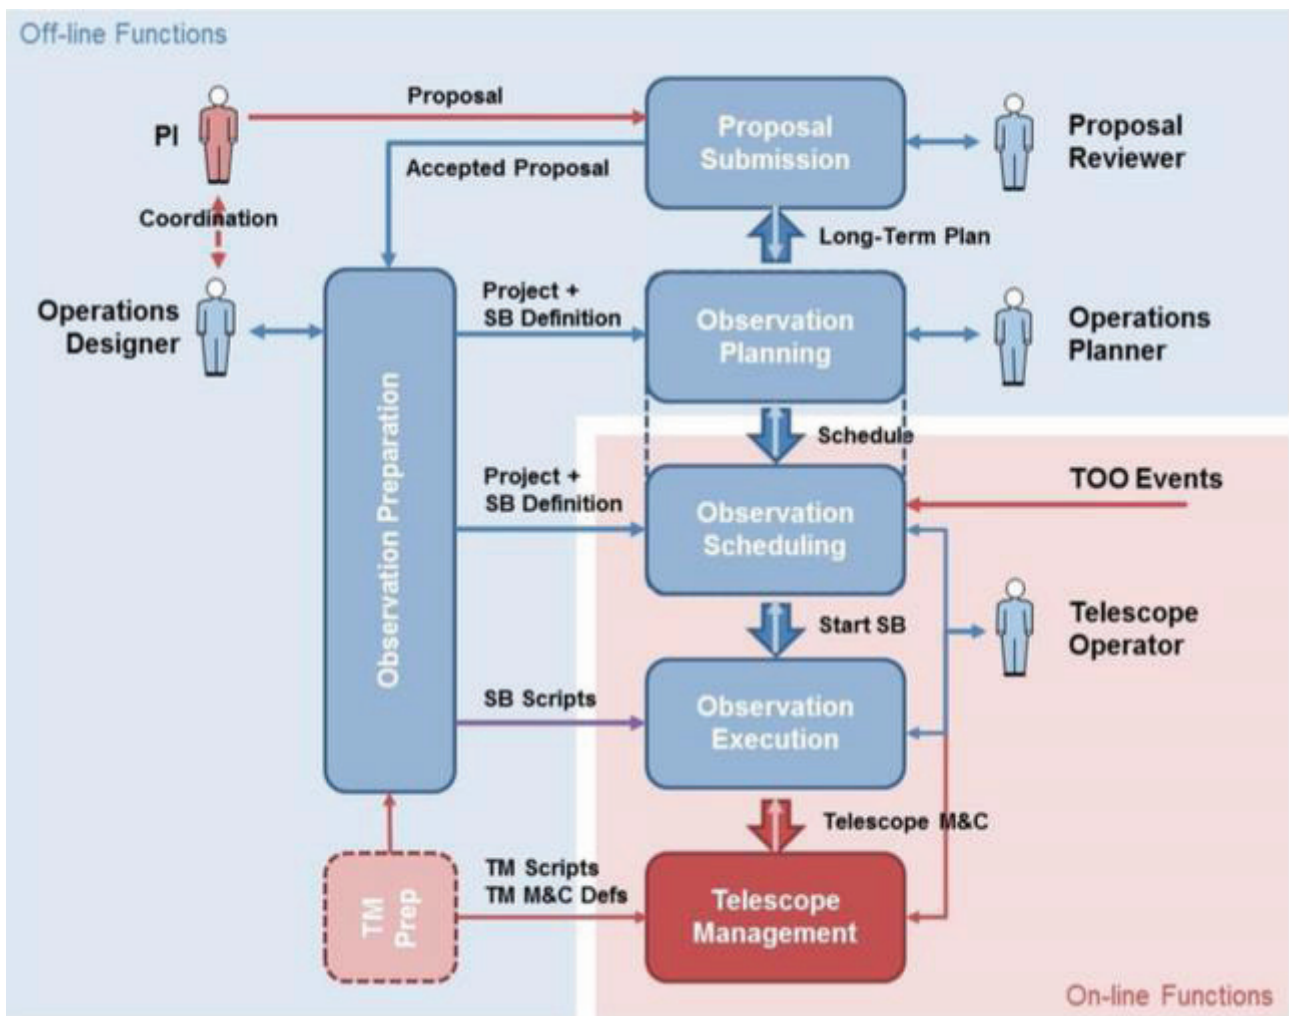 Off-line Functions
Proposal
PI
Proposal
Submission
Proposal
Reviewer
Accepted Proposal
Coordination
Long-Term Plan
Operations
Designer
Project +
SB Definition
Observation
Planning
Operations
Planner
Observation Preparation
Schedule
Project +
SB Definition
Observation
Scheduling
TOO Events
Start SB
Telescope
Operator
SB Scripts
Observation
Execution
Telescope M&C
TM
Prep
TM Scripts
TM M&C Defs
Telescope
Management
On-line Functions